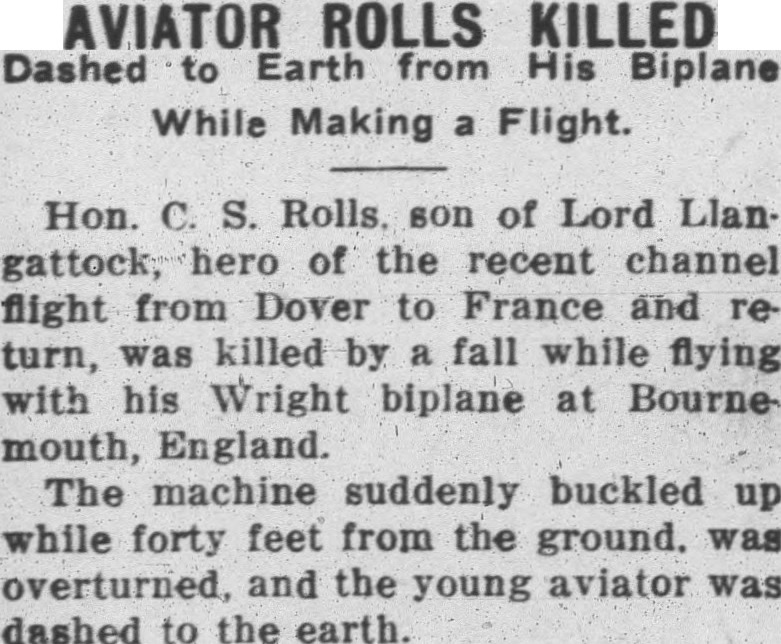 AVIATOR ROLLS KILLED
Dashed to Earth from His Biplane
While Making a Flight.
Hon. C. S. Rolls, son of Lord Llan-
gattock, hero of the recent channel
flight from Dover to France and re-
turn, was killed by a fall while flying
with his Wright biplane at Bourne-
mouth, England.
The machine suddenly buckled up
while forty feet from the ground, was
overturned, and the young aviator was
dashed to the earth.